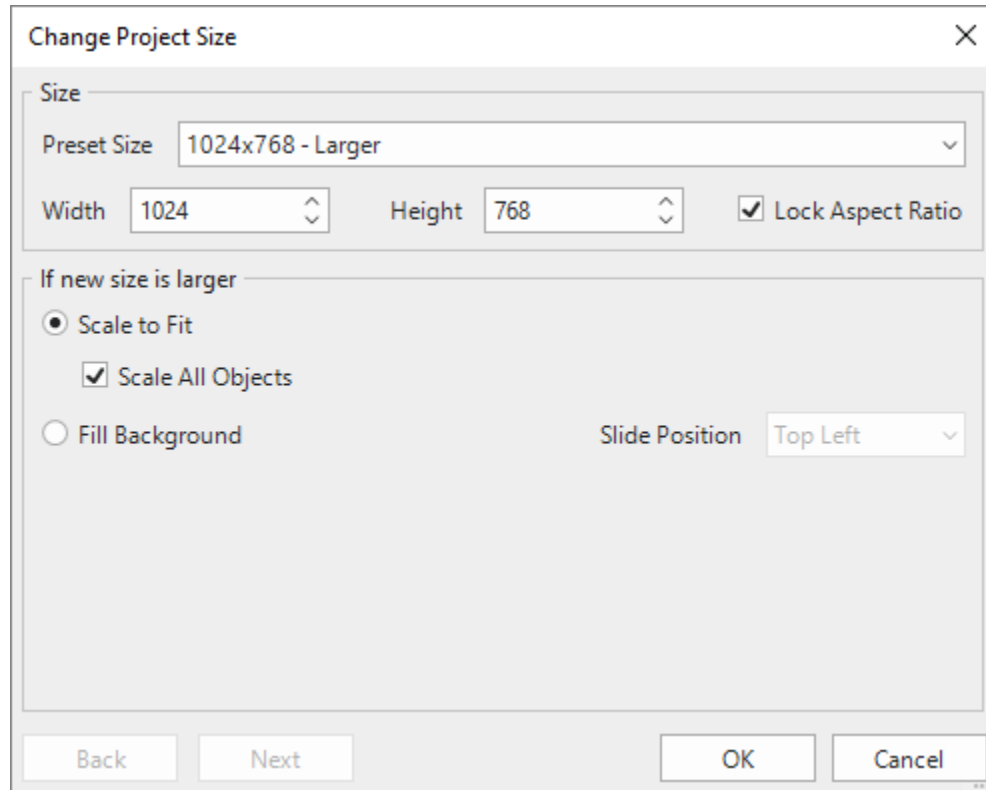 Change Project Size
Size
Preset Size 1024x768 - Larger
Width 1024 Height 768 Lock Aspect Ratio
If new size is larger
Scale to Fit
Scale All Objects
Fill Background Slide Position Top Left
Back Next OK Cancel